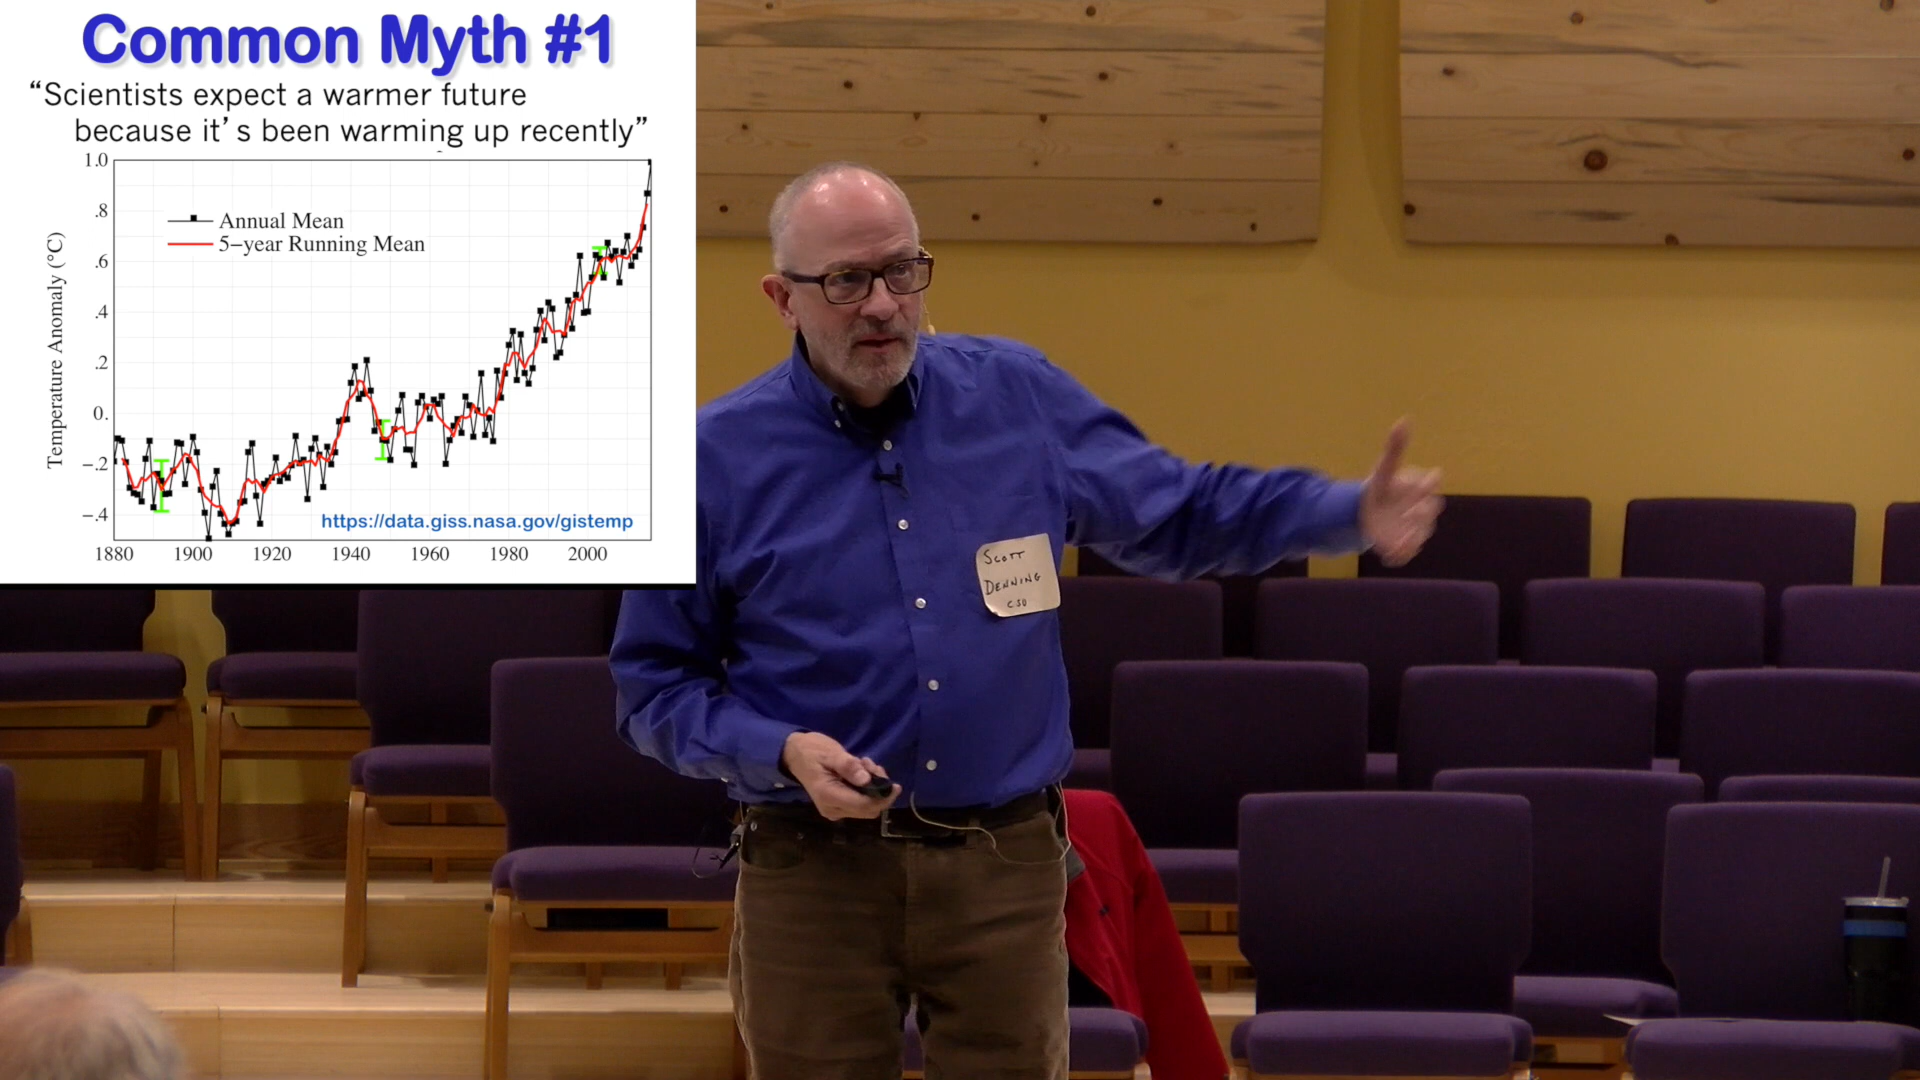 Common Myth #1
“Scientists expect a warmer future
because it’s been warming up recently”
1.0
.8
.6
.4
.2
0.
−.2
−.4
Temperature Anomaly (°C)
Annual Mean
5−year Running Mean
https://data.giss.nasa.gov/gistemp
1880 1900 1920 1940 1960 1980 2000
SCOTT
DENNING
CSU